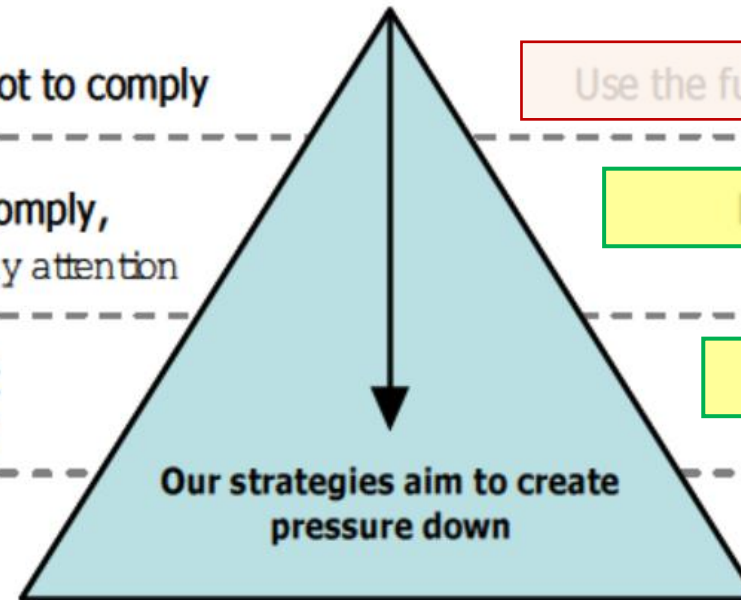 ot to comply
Use the fu
omply,
y attention
Our strategies aim to create
pressure down